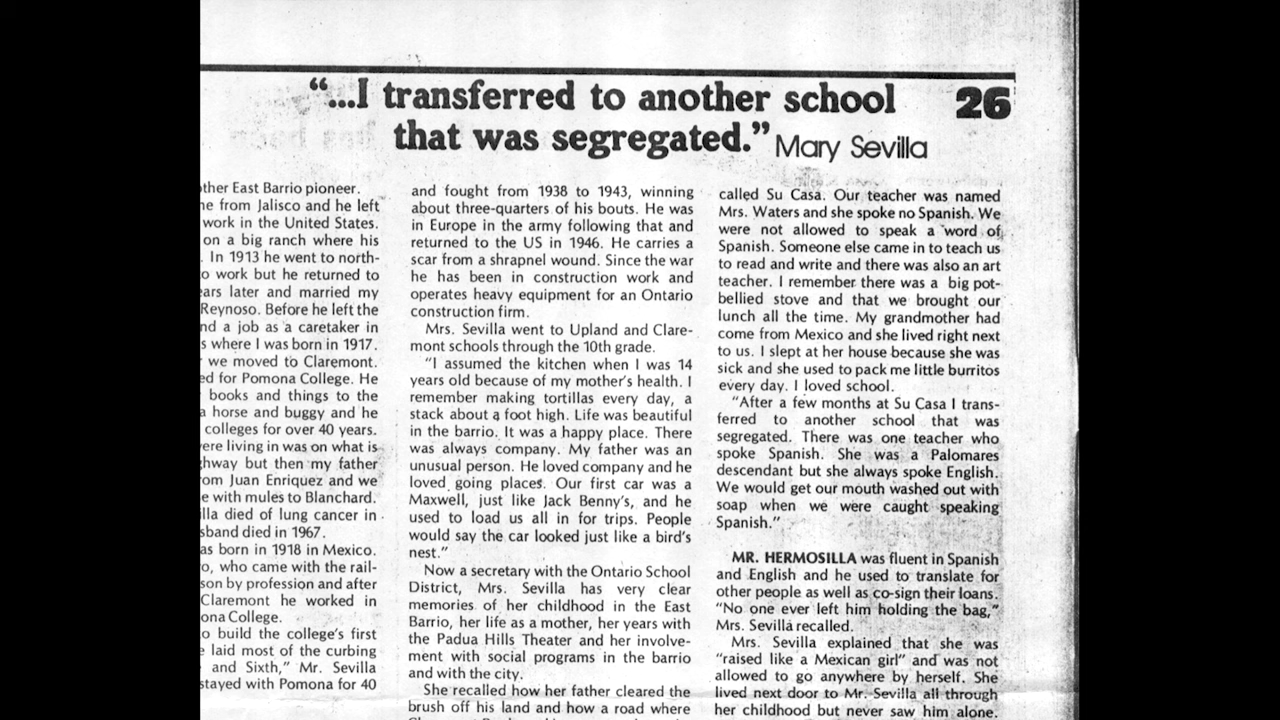 “...I transferred to another school
that was segregated.” Mary Sevilla
26
other East Barrio pioneer.
from Jalisco and he left
work in the United States.
on a big ranch where his
. In 1913 he went to north-
work but he returned to
later and married my
Reynoso. Before he left the
a job as a caretaker in
where I was born in 1917.
we moved to Claremont.
for Pomona College. He
books and things to the
a horse and buggy and he
colleges for over 40 years.
were living in was on what is
but then my father
from Juan Enriquez and we
with mules to Blanchard.
died of lung cancer in
died in 1967.
was born in 1918 in Mexico.
, who came with the rail-
by profession and after
Claremont he worked in
College.
build the college’s first
laid most of the curbing
and Sixth,” Mr. Sevilla
stayed with Pomona for 40
and fought from 1938 to 1943, winning
about three-quarters of his bouts. He was
in Europe in the army following that and
returned to the US in 1946. He carries a
scar from a shrapnel wound. Since the war
he has been in construction work and
operates heavy equipment for an Ontario
construction firm.
Mrs. Sevilla went to Upland and Clare-
mont schools through the 10th grade.
“I assumed the kitchen when I was 14
years old because of my mother’s health. I
remember making tortillas every day, a
stack about a foot high. Life was beautiful
in the barrio. It was a happy place. There
was always company. My father was an
unusual person. He loved company and he
loved going places. Our first car was a
Maxwell, just like Jack Benny’s, and he
used to load us all in for trips. People
would say the car looked just like a bird’s
nest.”
Now a secretary with the Ontario School
District, Mrs. Sevilla has very clear
memories of her childhood in the East
Barrio, her life as a mother, her years with
the Padua Hills Theater and her involve-
ment with social programs in the barrio
and with the city.
She recalled how her father cleared the
brush off his land and how a road where
called Su Casa. Our teacher was named
Mrs. Waters and she spoke no Spanish. We
were not allowed to speak a word of
Spanish. Someone else came in to teach us
to read and write and there was also an art
teacher. I remember there was a big pot-
bellied stove and that we brought our
lunch all the time. My grandmother had
come from Mexico and she lived right next
to us. I slept at her house because she was
sick and she used to pack me little burritos
every day. I loved school.
“After a few months at Su Casa I trans-
ferred to another school that was
segregated. There was one teacher who
spoke Spanish. She was a Palomares
descendant but she always spoke English.
We would get our mouth washed out with
soap when we were caught speaking
Spanish.”
MR. HERMOSILLA was fluent in Spanish
and English and he used to translate for
other people as well as co-sign their loans.
“No one ever left him holding the bag,”
Mrs. Sevilla recalled.
Mrs. Sevilla explained that she was
“raised like a Mexican girl” and was not
allowed to go anywhere by herself. She
lived next door to Mr. Sevilla all through
her childhood but never saw him alone.